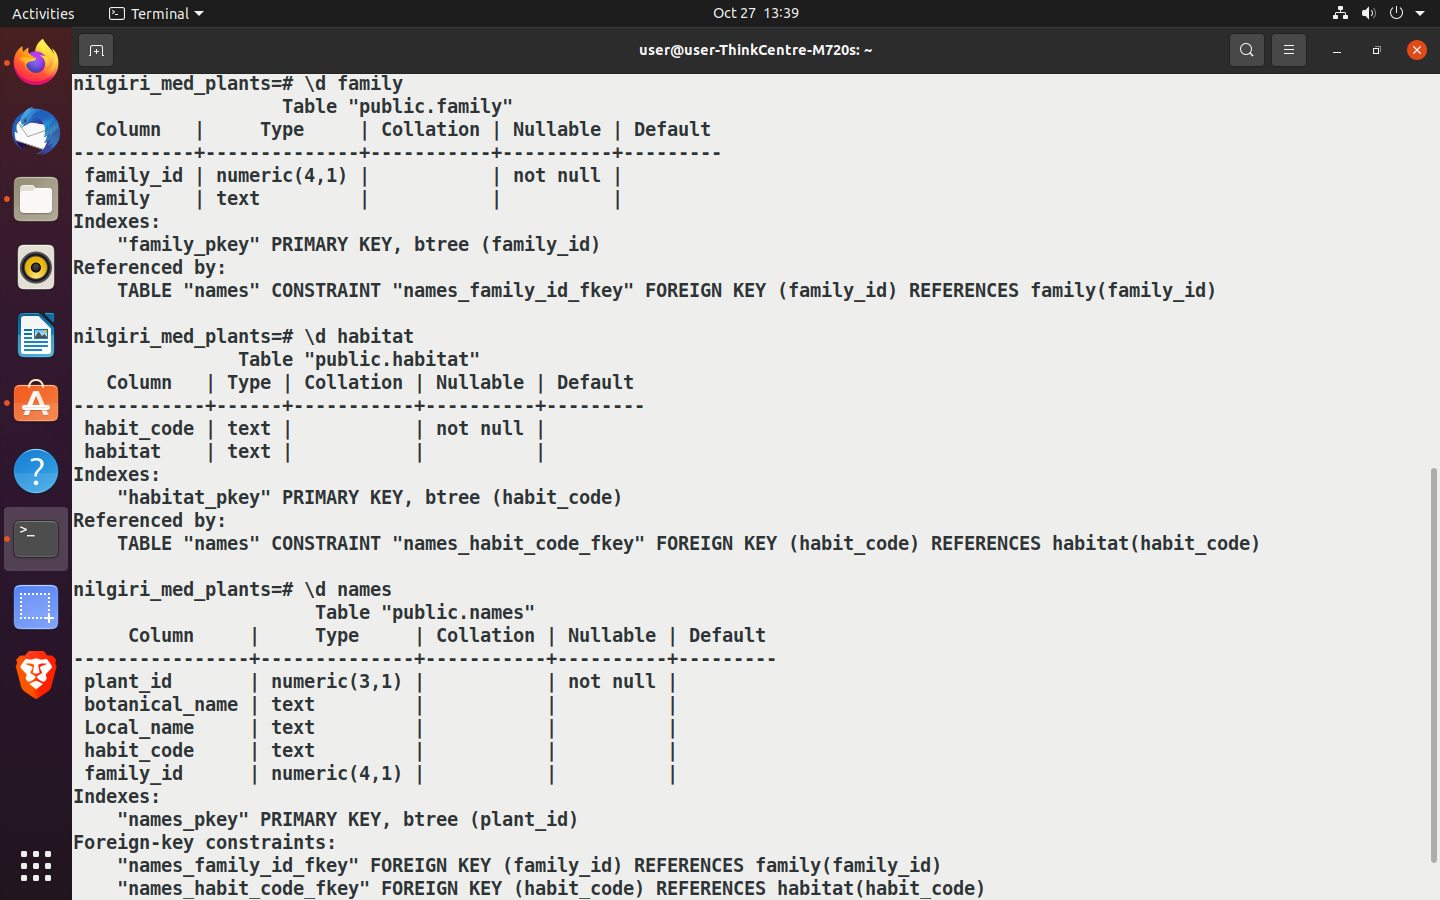 Activities Terminal Oct 27 13:39
user@user-ThinkCentre-M720s: ~
nilgiri_med_plants=# \d family
                   Table "public.family"
  Column   |     Type     | Collation | Nullable | Default
-----------+--------------+-----------+----------+---------
 family_id | numeric(4,1) |           | not null |
 family    | text         |           |          |
Indexes:
    "family_pkey" PRIMARY KEY, btree (family_id)
Referenced by:
    TABLE "names" CONSTRAINT "names_family_id_fkey" FOREIGN KEY (family_id) REFERENCES family(family_id)
nilgiri_med_plants=# \d habitat
               Table "public.habitat"
   Column   | Type | Collation | Nullable | Default
------------+------+-----------+----------+---------
 habit_code | text |           | not null |
 habitat    | text |           |          |
Indexes:
    "habitat_pkey" PRIMARY KEY, btree (habit_code)
Referenced by:
    TABLE "names" CONSTRAINT "names_habit_code_fkey" FOREIGN KEY (habit_code) REFERENCES habitat(habit_code)
nilgiri_med_plants=# \d names
                      Table "public.names"
     Column     |     Type     | Collation | Nullable | Default
----------------+--------------+-----------+----------+---------
 plant_id       | numeric(3,1) |           | not null |
 botanical_name | text         |           |          |
 Local_name     | text         |           |          |
 habit_code     | text         |           |          |
 family_id      | numeric(4,1) |           |          |
Indexes:
    "names_pkey" PRIMARY KEY, btree (plant_id)
Foreign-key constraints:
    "names_family_id_fkey" FOREIGN KEY (family_id) REFERENCES family(family_id)
    "names_habit_code_fkey" FOREIGN KEY (habit_code) REFERENCES habitat(habit_code)